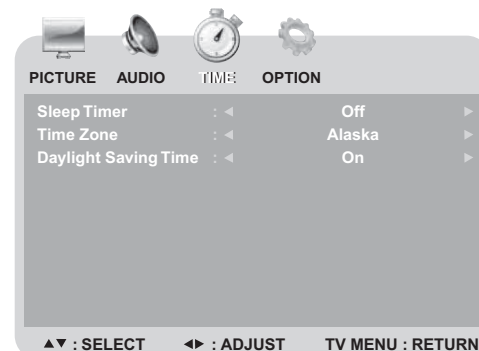 PICTURE AUDIO TIME OPTION
Sleep Timer : ◀ Off ▶
Time Zone : ◀ Alaska ▶
Daylight Saving Time : ◀ On ▶
▲▼ : SELECT ◀▶ : ADJUST TV MENU : RETURN